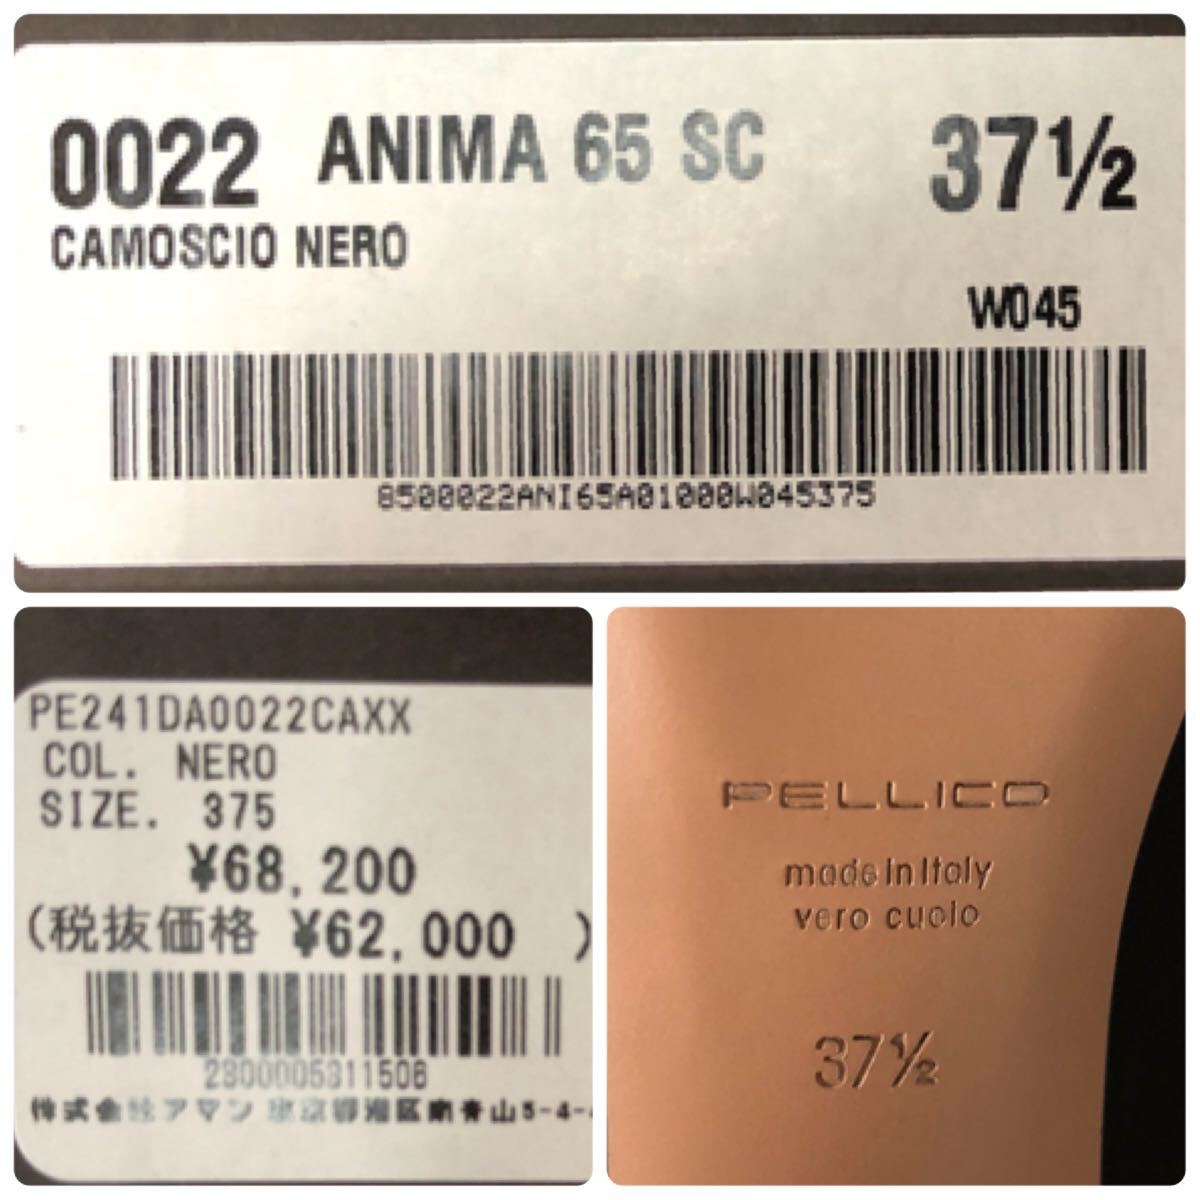 0022 ANIMA 65 SC 37½
CAMOSCIO NERO
W045
8500022ANI65A01000W045375
PE241DA0022CAXX
COL. NERO
SIZE. 375
¥68,200
(税抜価格 ¥62,000 )
2300005311506
株式会社アマン 東京都港区南青山5-4-
PELLICO
made in Italy
vero cuoio
37½